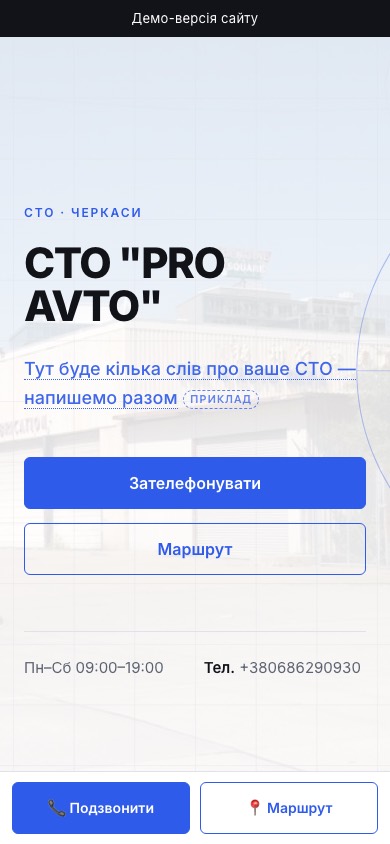 Демо-версія сайту
СТО · ЧЕРКАСИ
СТО "PRO
AVTO"
Тут буде кілька слів про ваше СТО —
напишемо разом ПРИКЛАД
Зателефонувати
Маршрут
Пн–Сб 09:00–19:00 Тел. +380686290930
📞 Подзвонити 📍 Маршрут